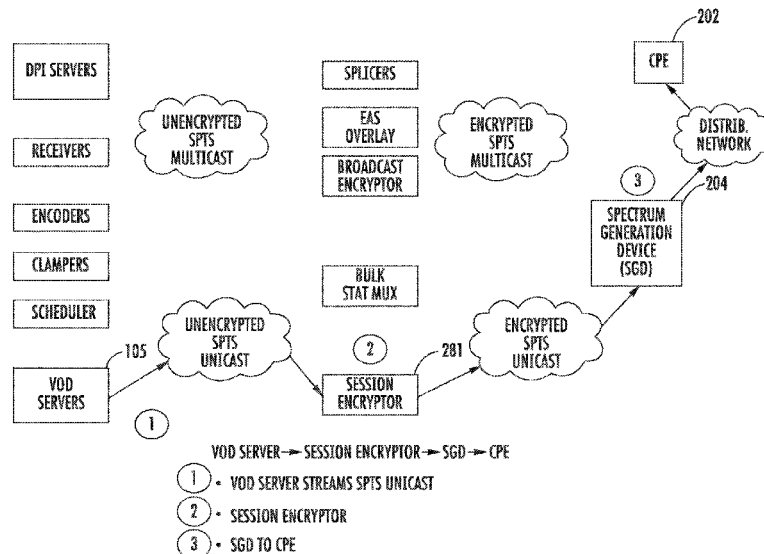 DPI SERVERS
RECEIVERS
ENCODERS
CLAMPERS
SCHEDULER
VOD
SERVERS
105
1
UNENCRYPTED
SPTS
MULTICAST
UNENCRYPTED
SPTS
UNICAST
SPLICERS
EAS
OVERLAY
BROADCAST
ENCRYPTOR
BULK
STAT MUX
2
281
SESSION
ENCRYPTOR
ENCRYPTED
SPTS
MULTICAST
ENCRYPTED
SPTS
UNICAST
202
CPE
DISTRIB.
NETWORK
3
204
SPECTRUM
GENERATION
DEVICE
(SGD)
VOD SERVER → SESSION ENCRYPTOR → SGD → CPE
1 • VOD SERVER STREAMS SPTS UNICAST
2 • SESSION ENCRYPTOR
3 • SGD TO CPE